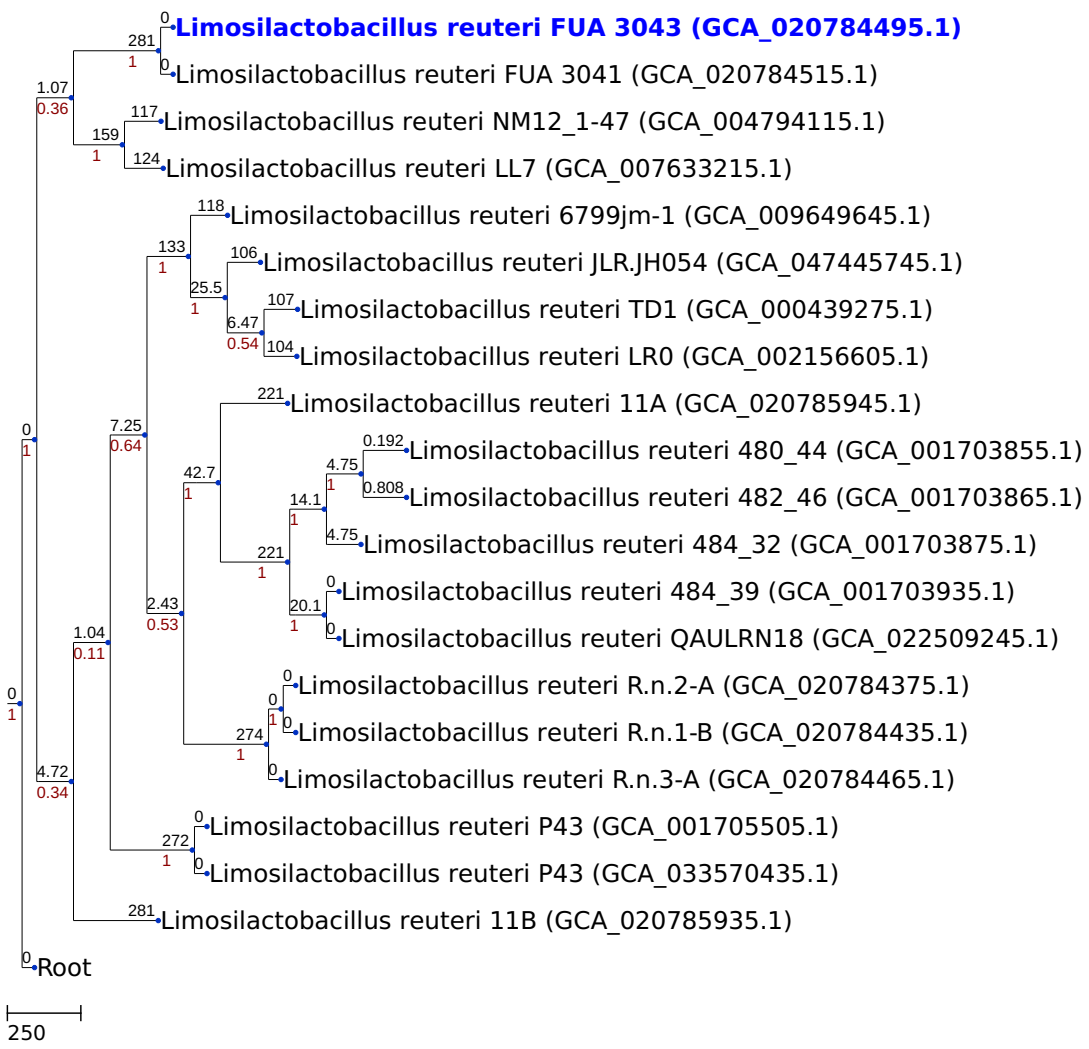 0
Limosilactobacillus reuteri FUA 3043 (GCA_020784495.1)
281
1
0
Limosilactobacillus reuteri FUA 3041 (GCA_020784515.1)
1.07
0.36
117
Limosilactobacillus reuteri NM12_1-47 (GCA_004794115.1)
159
1
124
Limosilactobacillus reuteri LL7 (GCA_007633215.1)
118
Limosilactobacillus reuteri 6799jm-1 (GCA_009649645.1)
133
1
106
Limosilactobacillus reuteri JLR.JH054 (GCA_047445745.1)
25.5
1
107
Limosilactobacillus reuteri TD1 (GCA_000439275.1)
6.47
0.54
104
Limosilactobacillus reuteri LR0 (GCA_002156605.1)
221
Limosilactobacillus reuteri 11A (GCA_020785945.1)
7.25
0.64
0
1
0.192
Limosilactobacillus reuteri 480_44 (GCA_001703855.1)
4.75
1
42.7
1
0.808
Limosilactobacillus reuteri 482_46 (GCA_001703865.1)
14.1
1
4.75
Limosilactobacillus reuteri 484_32 (GCA_001703875.1)
221
1
0
Limosilactobacillus reuteri 484_39 (GCA_001703935.1)
2.43
0.53
20.1
1
0
Limosilactobacillus reuteri QAULRN18 (GCA_022509245.1)
1.04
0.11
0
Limosilactobacillus reuteri R.n.2-A (GCA_020784375.1)
0
1
0
1
0
Limosilactobacillus reuteri R.n.1-B (GCA_020784435.1)
274
1
0
Limosilactobacillus reuteri R.n.3-A (GCA_020784465.1)
4.72
0.34
0
Limosilactobacillus reuteri P43 (GCA_001705505.1)
272
1
0
Limosilactobacillus reuteri P43 (GCA_033570435.1)
281
Limosilactobacillus reuteri 11B (GCA_020785935.1)
0
Root
250